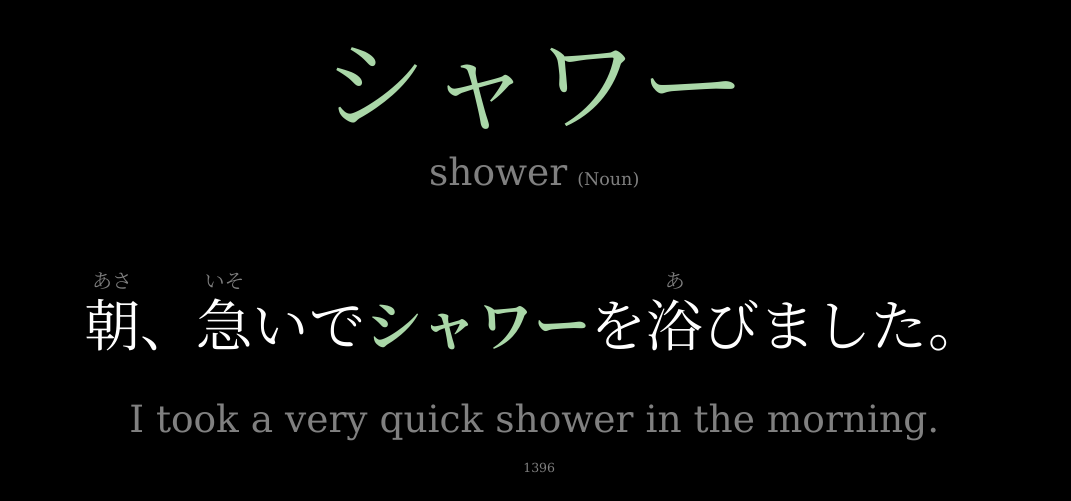 シャワー
shower (Noun)
あさ いそ あ
朝、急いでシャワーを浴びました。
I took a very quick shower in the morning.
1396